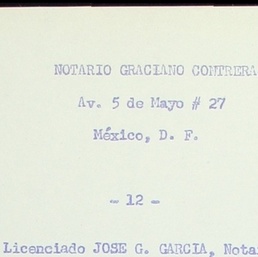 NOTARIO GRACIANO CONTRERA
Av. 5 de Mayo # 27
México, D. F.
- 12 -
Licenciado JOSE G. GARCIA, Nota